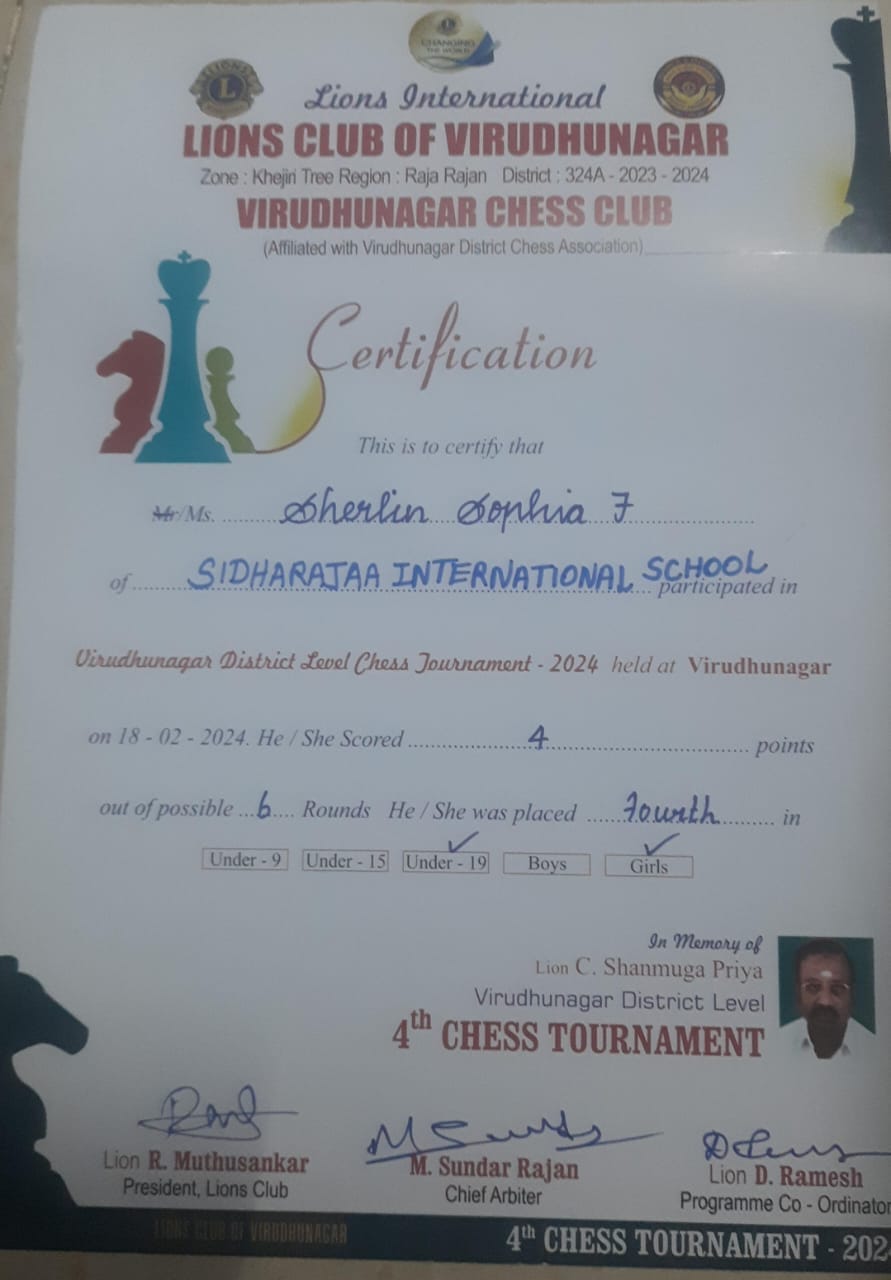 CHANGING
THE WORLD
LIONS
L
Lions International
LIONS CLUB OF VIRUDHUNAGAR
Zone : Khejiri Tree Region : Raja Rajan District : 324A - 2023 - 2024
VIRUDHUNAGAR CHESS CLUB
(Affiliated with Virudhunagar District Chess Association)
Certification
This is to certify that
Mr/Ms. Sherlin Sophia J
of SIDHARAJAA INTERNATIONAL SCHOOL participated in
Virudhunagar District Level Chess Tournament - 2024 held at Virudhunagar
on 18 - 02 - 2024. He / She Scored 4 points
out of possible 6 Rounds He / She was placed Fourth in
Under - 9 Under - 15 Under - 19 Boys Girls
In Memory of
Lion C. Shanmuga Priya
Virudhunagar District Level
4th CHESS TOURNAMENT
Lion R. Muthusankar M. Sundar Rajan Lion D. Ramesh
President, Lions Club Chief Arbiter Programme Co - Ordinator
LIONS CLUB OF VIRUDHUNAGAR 4th CHESS TOURNAMENT - 202